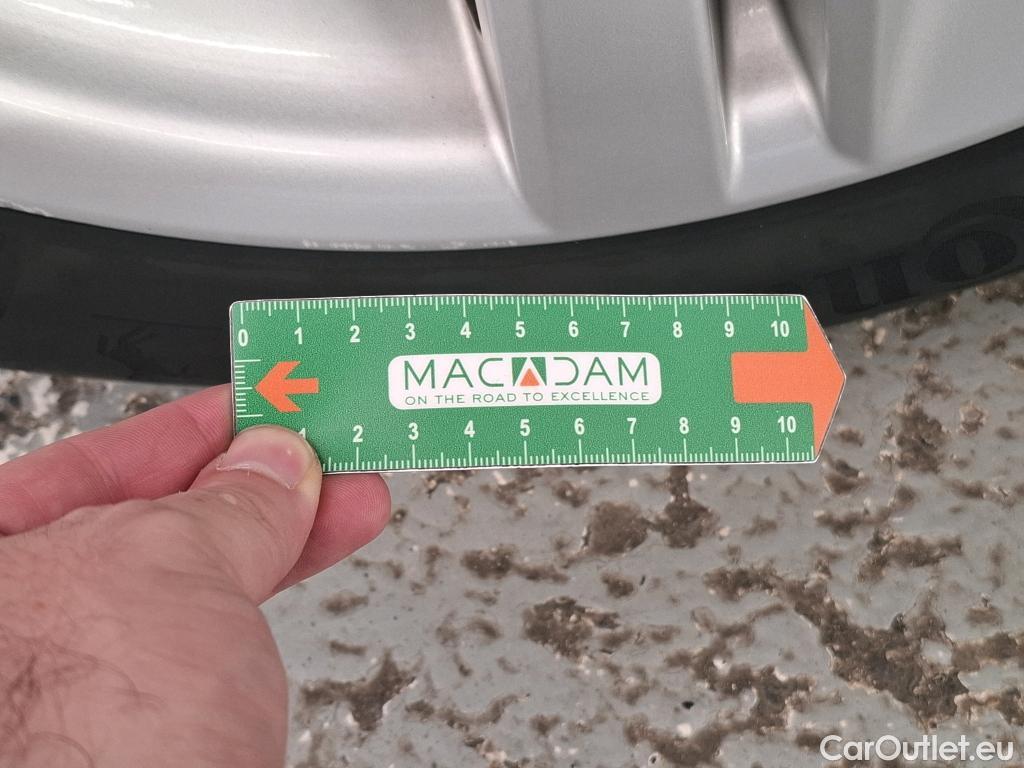 0 1 2 3 4 5 6 7 8 9 10
MACADAM
ON THE ROAD TO EXCELLENCE
1 2 3 4 5 6 7 8 9 10
CarOutlet.eu